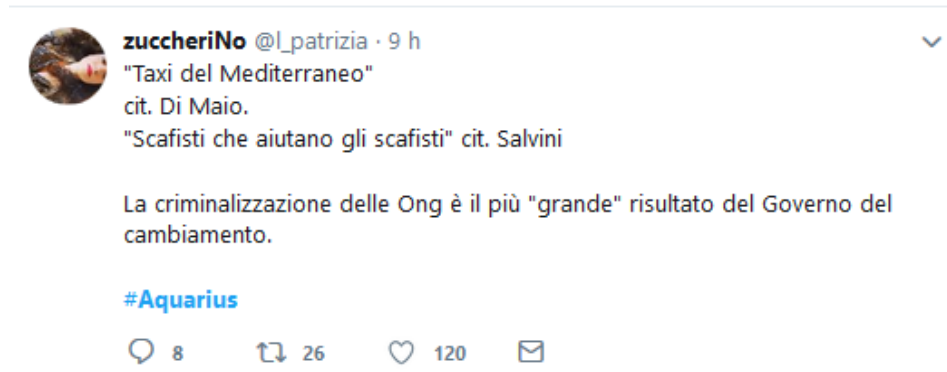 zuccheriNo @l_patrizia · 9 h
"Taxi del Mediterraneo"
cit. Di Maio.
"Scafisti che aiutano gli scafisti" cit. Salvini
La criminalizzazione delle Ong è il più "grande" risultato del Governo del
cambiamento.
#Aquarius
8 26 120